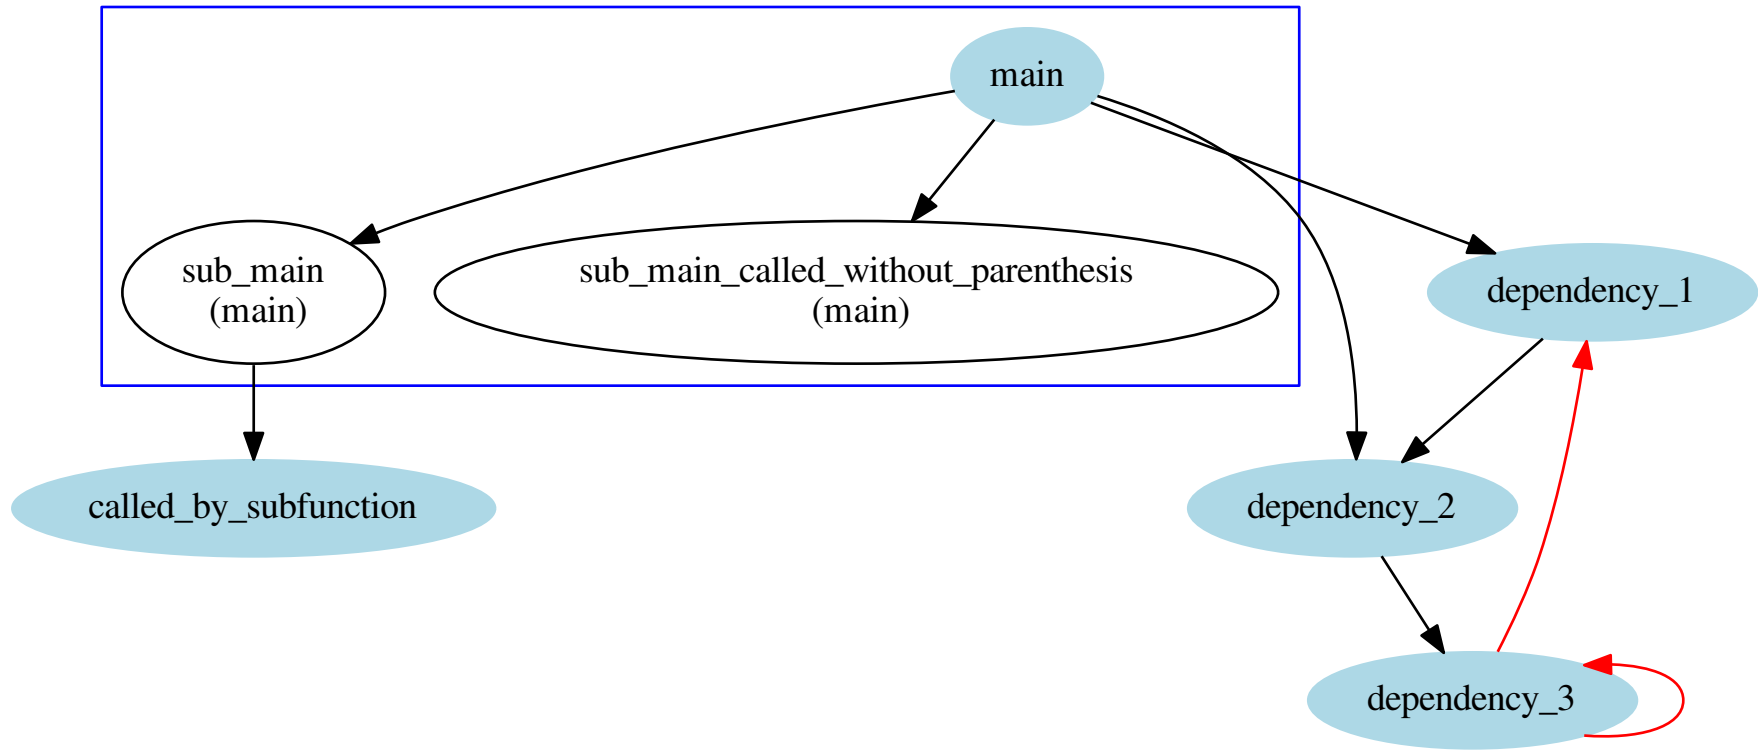 main
sub_main
(main)
sub_main_called_without_parenthesis
(main)
dependency_1
called_by_subfunction
dependency_2
dependency_3